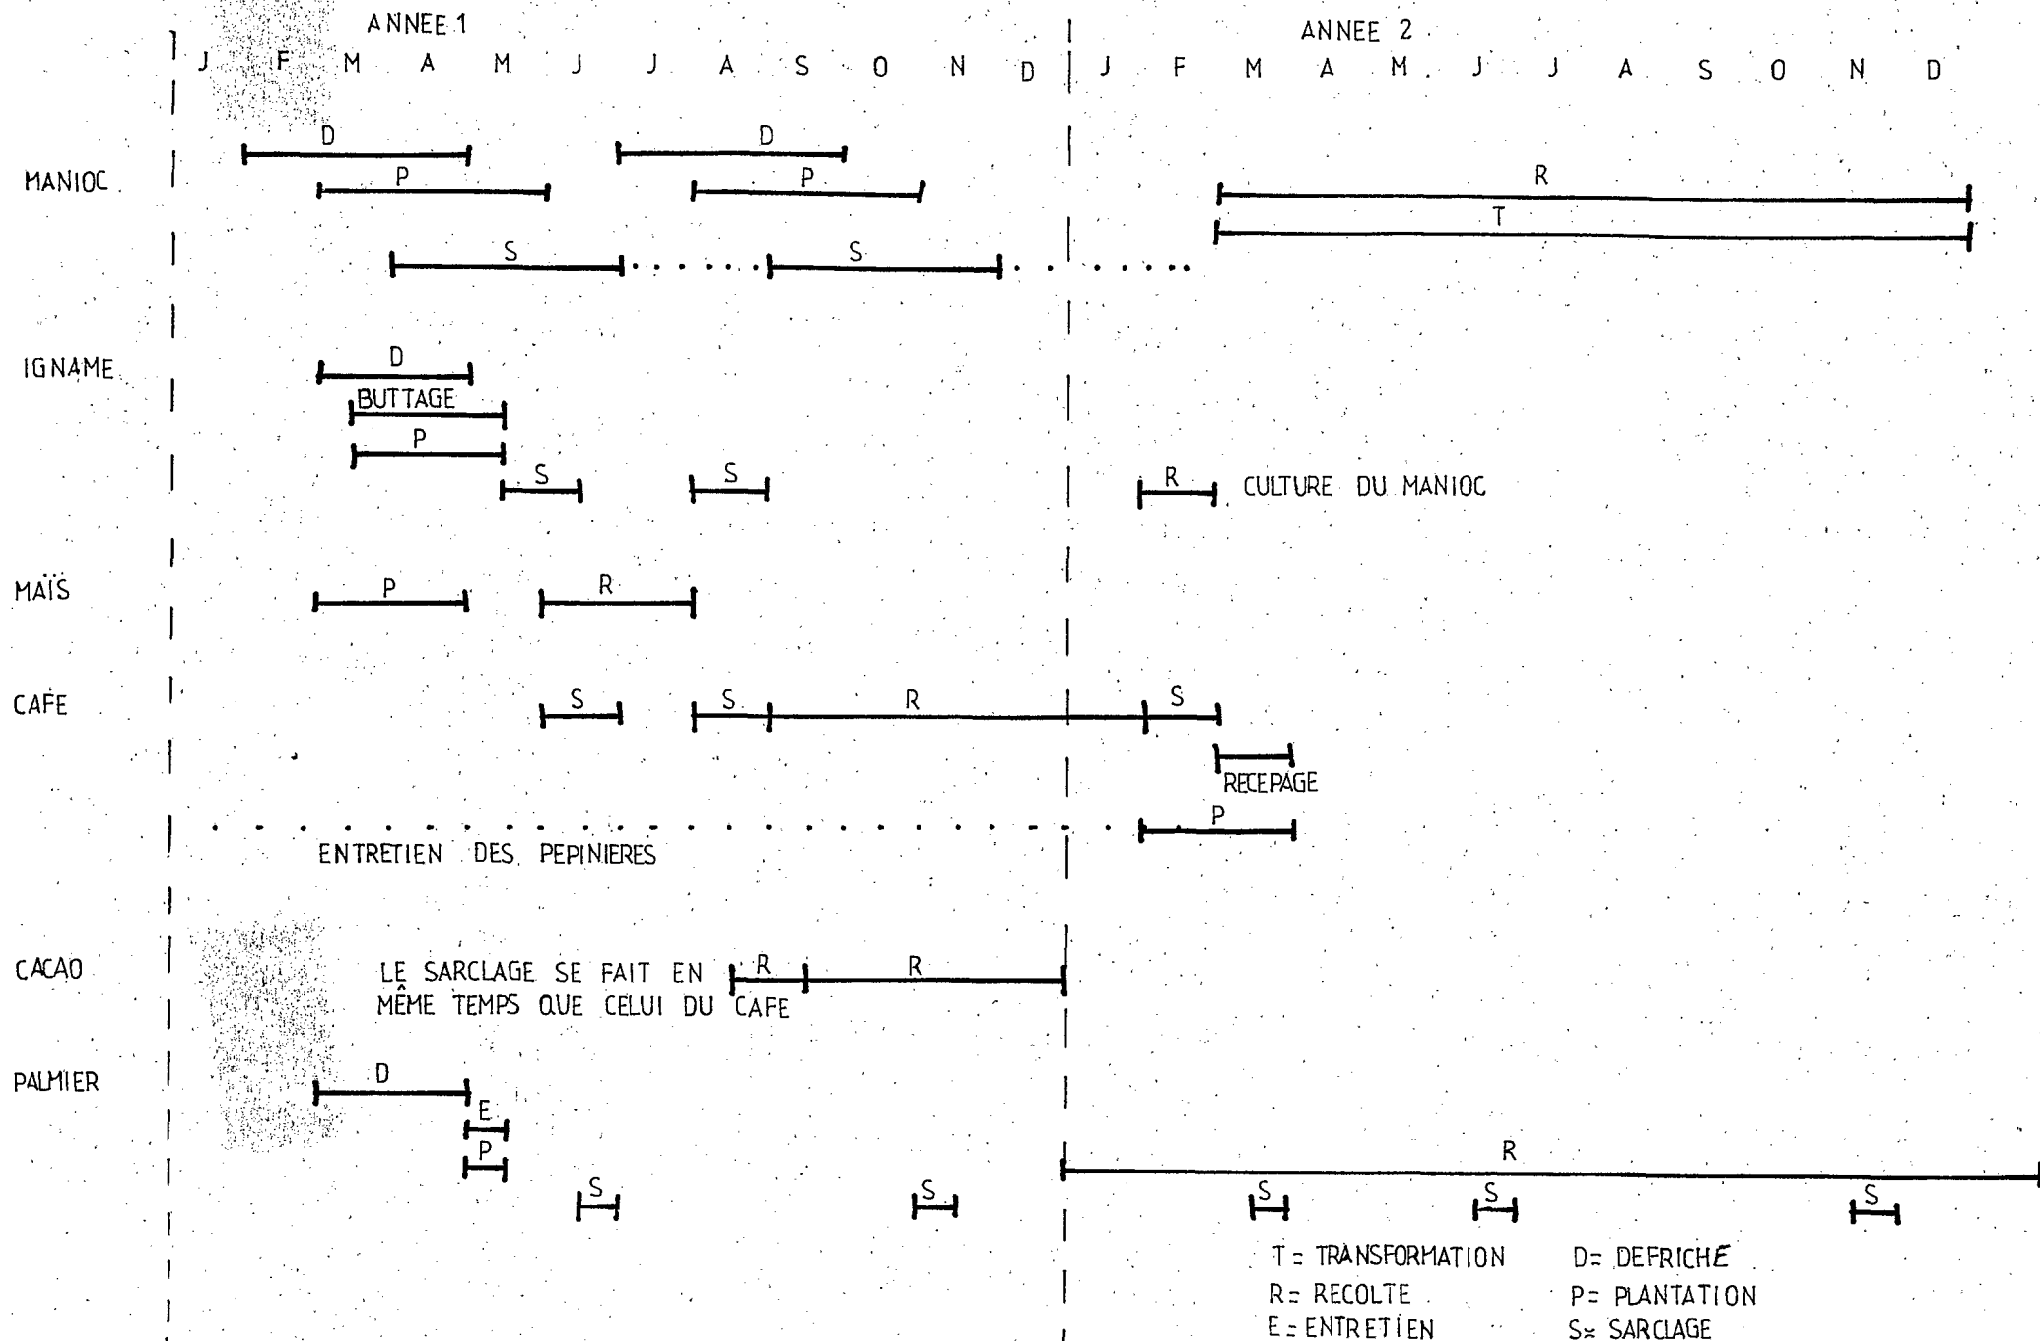 ANNEE 1 ANNEE 2
J F M A M J J A S O N D J F M A M J J A S O N D
D D
MANIOC P P R
T
S S
IGNAME D
BUTTAGE
P
S S R CULTURE DU MANIOC
MAÏS P R
CAFE S S R S
RECEPAGE
P
ENTRETIEN DES PEPINIERES
CACAO LE SARCLAGE SE FAIT EN R R
MÊME TEMPS QUE CELUI DU CAFE
PALMIER D
E
P R
S S S S S
T = TRANSFORMATION D= DEFRICHE
R= RECOLTE P= PLANTATION
E= ENTRETIEN S= SARCLAGE